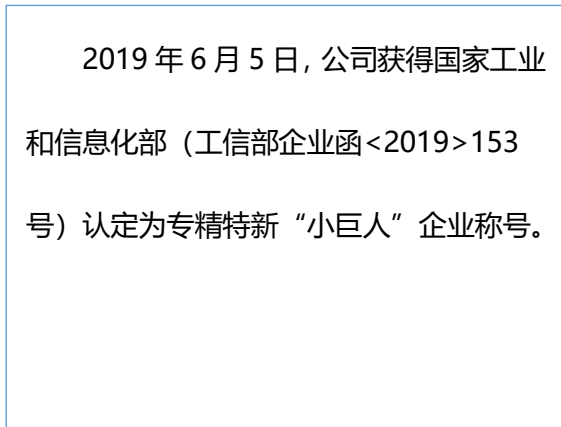 2019 年 6 月 5 日，公司获得国家工业
和信息化部（工信部企业函<2019>153
号）认定为专精特新“小巨人”企业称号。